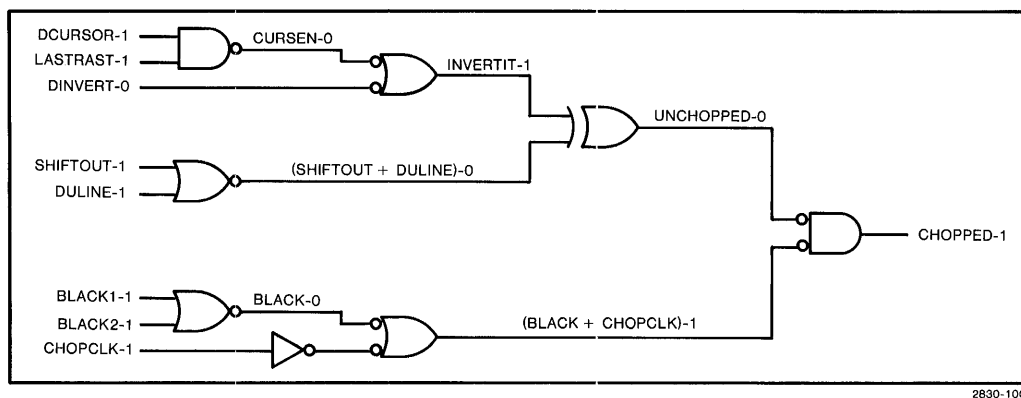 DCURSOR-1
LASTRAST-1
DINVERT-0
CURSEN-0
INVERTIT-1
UNCHOPPED-0
SHIFTOUT-1
DULINE-1
(SHIFTOUT + DULINE)-0
CHOPPED-1
BLACK1-1
BLACK2-1
CHOPCLK-1
BLACK-0
(BLACK + CHOPCLK)-1